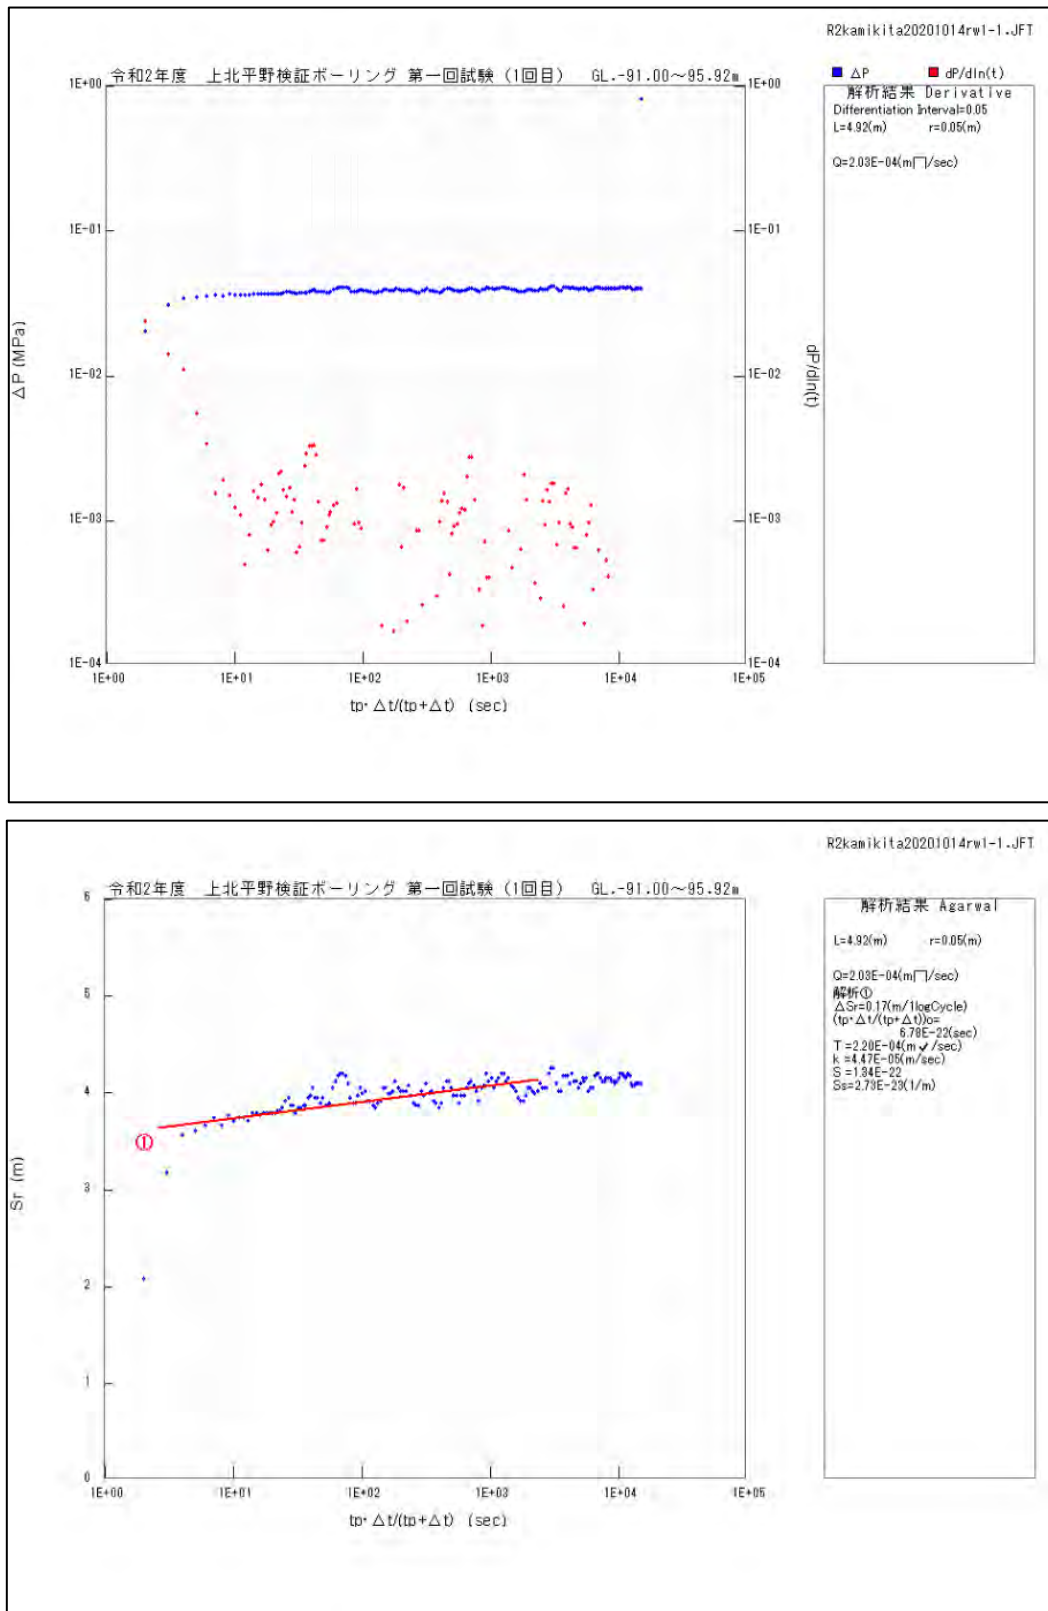 R2kamikita20201014rw1-1.JFT
令和2年度 上北平野検証ボーリング 第一回試験 (1回目) GL.-91.00～95.92m
△P dP/dln(t)
解析結果 Derivative
Differentiation Interval=0.05
L=4.92(m) r=0.05(m)
Q=2.03E-04(m□/sec)
1E+00
1E-01
1E-02
1E-03
1E-04
△P (MPa)
1E+00
1E-01
1E-02
1E-03
1E-04
dP/dln(t)
1E+00 1E+01 1E+02 1E+03 1E+04 1E+05
tp・△t/(tp+△t) (sec)
R2kamikita20201014rw1-1.JFT
令和2年度 上北平野検証ボーリング 第一回試験 (1回目) GL.-91.00～95.92m
解析結果 Agarwal
L=4.92(m) r=0.05(m)
Q=2.03E-04(m□/sec)
解析①
△Sr=0.17(m/1logCycle)
(tp・△t/(tp+△t))o=
6.78E-22(sec)
T =2.20E-04(m✓/sec)
k =4.47E-05(m/sec)
S =1.34E-22
Ss=2.73E-23(1/m)
6
5
4
3
2
1
0
Sr (m)
①
1E+00 1E+01 1E+02 1E+03 1E+04 1E+05
tp・△t/(tp+△t) (sec)